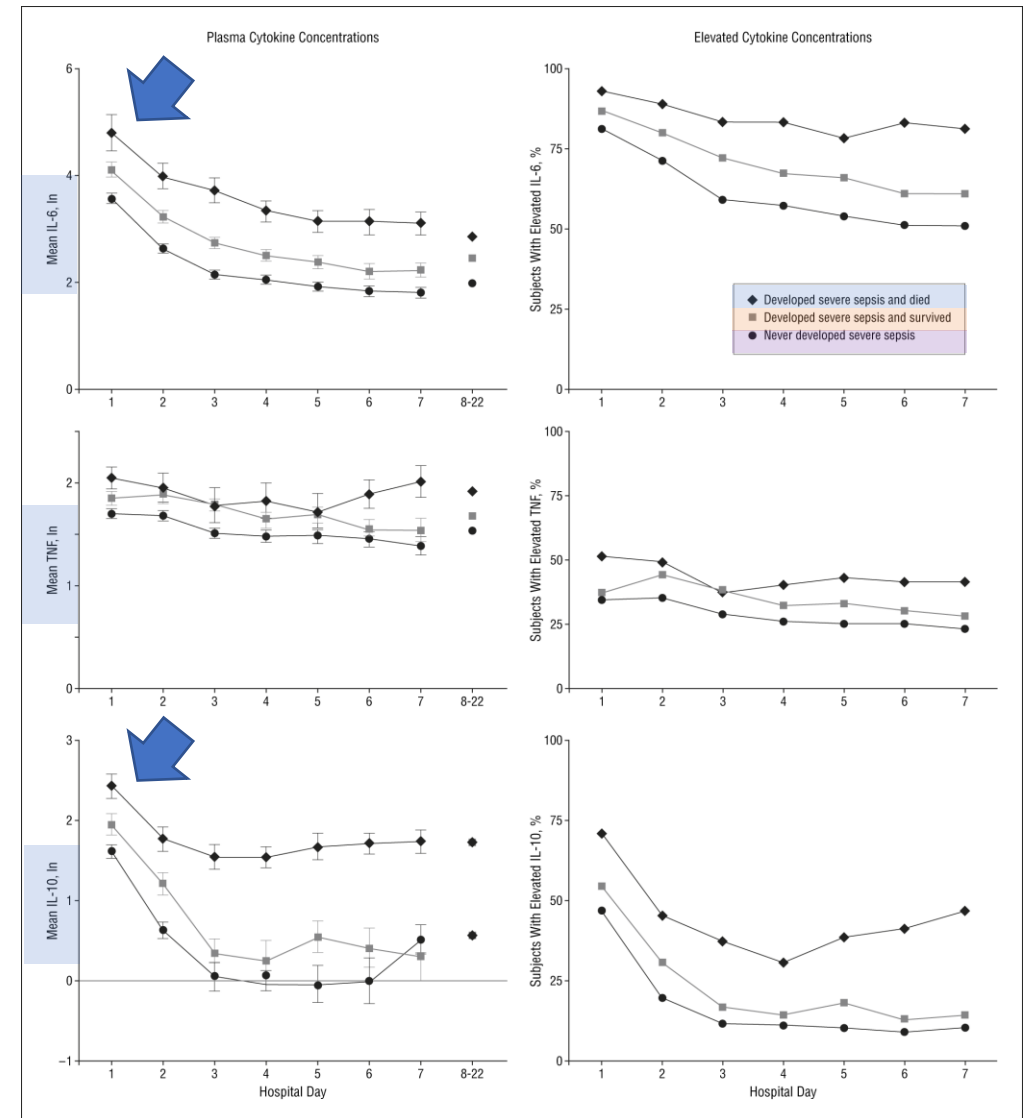 Plasma Cytokine Concentrations
Elevated Cytokine Concentrations
Mean IL-6, ln
6
4
2
0
1 2 3 4 5 6 7 8-22
Subjects With Elevated IL-6, %
100
75
50
25
0
1 2 3 4 5 6 7
Developed severe sepsis and died
Developed severe sepsis and survived
Never developed severe sepsis
Mean TNF, ln
2
1
0
1 2 3 4 5 6 7 8-22
Subjects With Elevated TNF, %
100
75
50
25
0
1 2 3 4 5 6 7
Mean IL-10, ln
3
2
1
0
−1
1 2 3 4 5 6 7 8-22
Hospital Day
Subjects With Elevated IL-10, %
100
75
50
25
0
1 2 3 4 5 6 7
Hospital Day